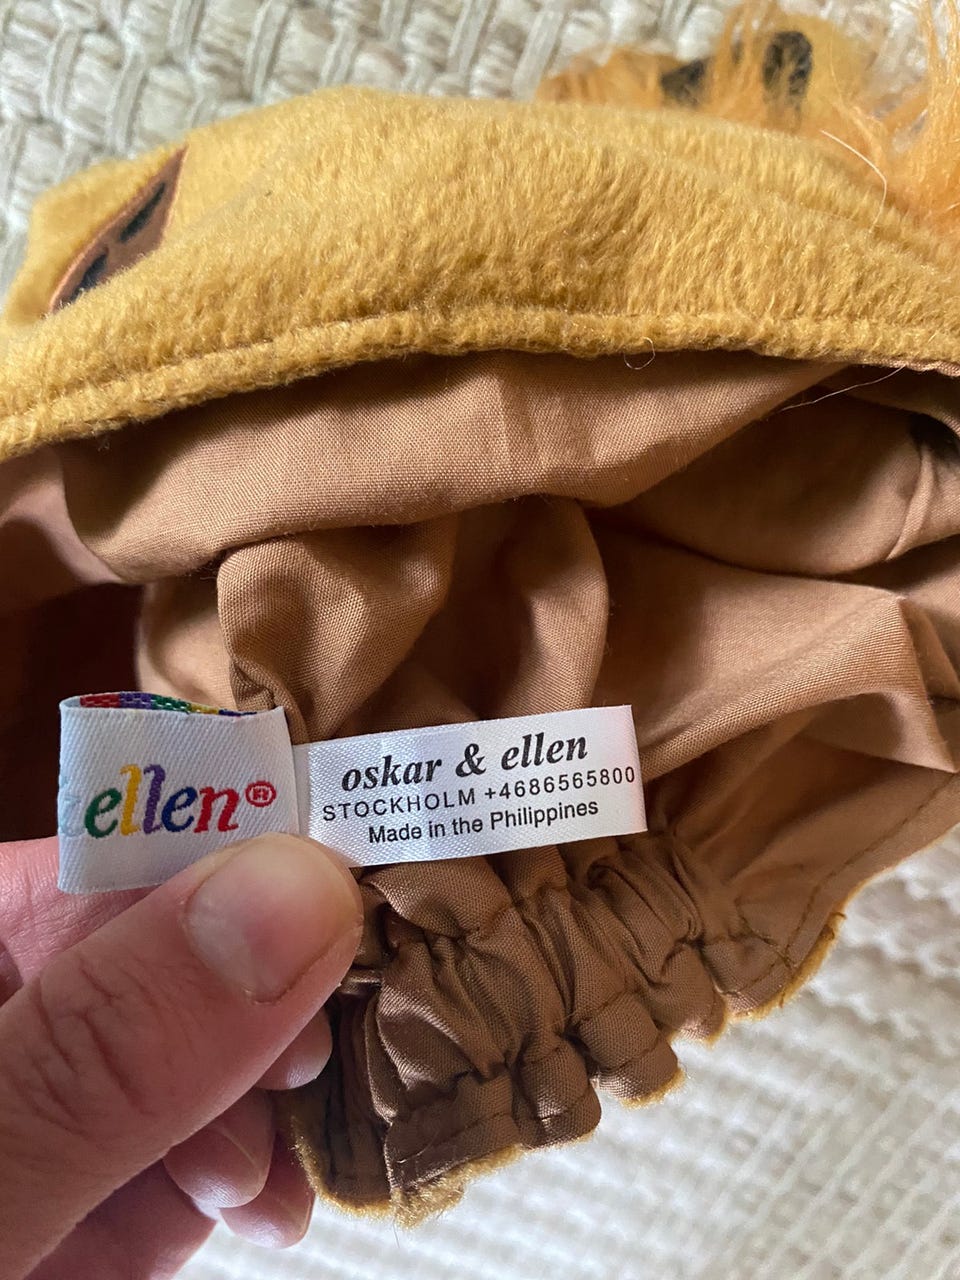 ellen®
oskar & ellen
STOCKHOLM +4686565800
Made in the Philippines